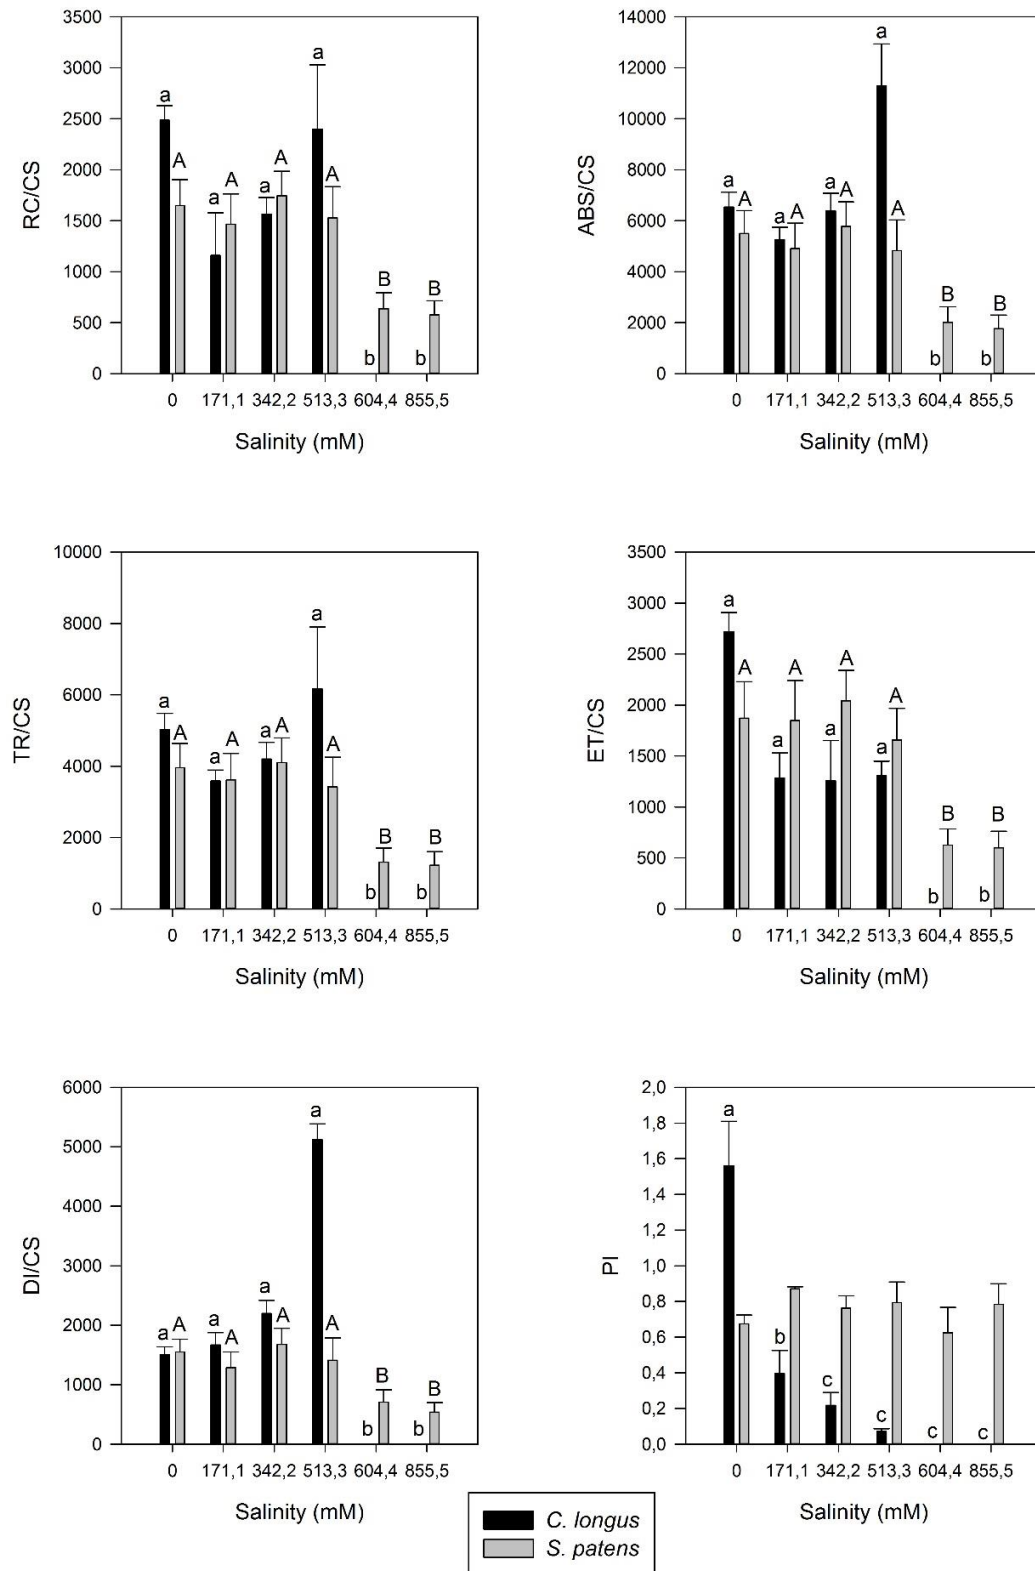 RC/CS
3500
3000
2500
2000
1500
1000
500
0
a
A
a
A
a
A
a
A
b
B
b
B
0 171,1 342,2 513,3 604,4 855,5
Salinity (mM)
ABS/CS
14000
12000
10000
8000
6000
4000
2000
0
a
A
a
A
a
A
a
A
b
B
b
B
0 171,1 342,2 513,3 604,4 855,5
Salinity (mM)
TR/CS
10000
8000
6000
4000
2000
0
a
A
a
A
a
A
a
A
b
B
b
B
0 171,1 342,2 513,3 604,4 855,5
Salinity (mM)
ET/CS
3500
3000
2500
2000
1500
1000
500
0
a
A
a
A
a
A
a
A
b
B
b
B
0 171,1 342,2 513,3 604,4 855,5
Salinity (mM)
DI/CS
6000
5000
4000
3000
2000
1000
0
a
A
a
A
a
A
a
A
b
B
b
B
0 171,1 342,2 513,3 604,4 855,5
Salinity (mM)
PI
2,0
1,8
1,6
1,4
1,2
1,0
0,8
0,6
0,4
0,2
0,0
a
b
c
c
c
c
0 171,1 342,2 513,3 604,4 855,5
Salinity (mM)
C. longus
S. patens